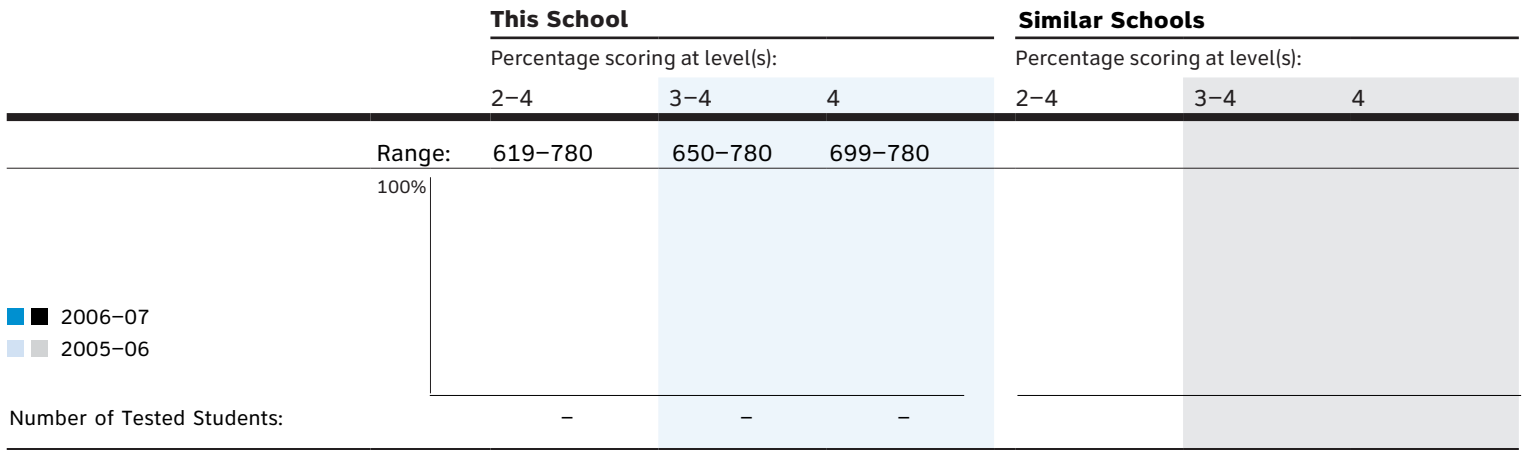 This School Similar Schools
Percentage scoring at level(s): Percentage scoring at level(s):
2–4 3–4 4 2–4 3–4 4
Range: 619–780 650–780 699–780
100%
2006–07
2005–06
Number of Tested Students: – – –